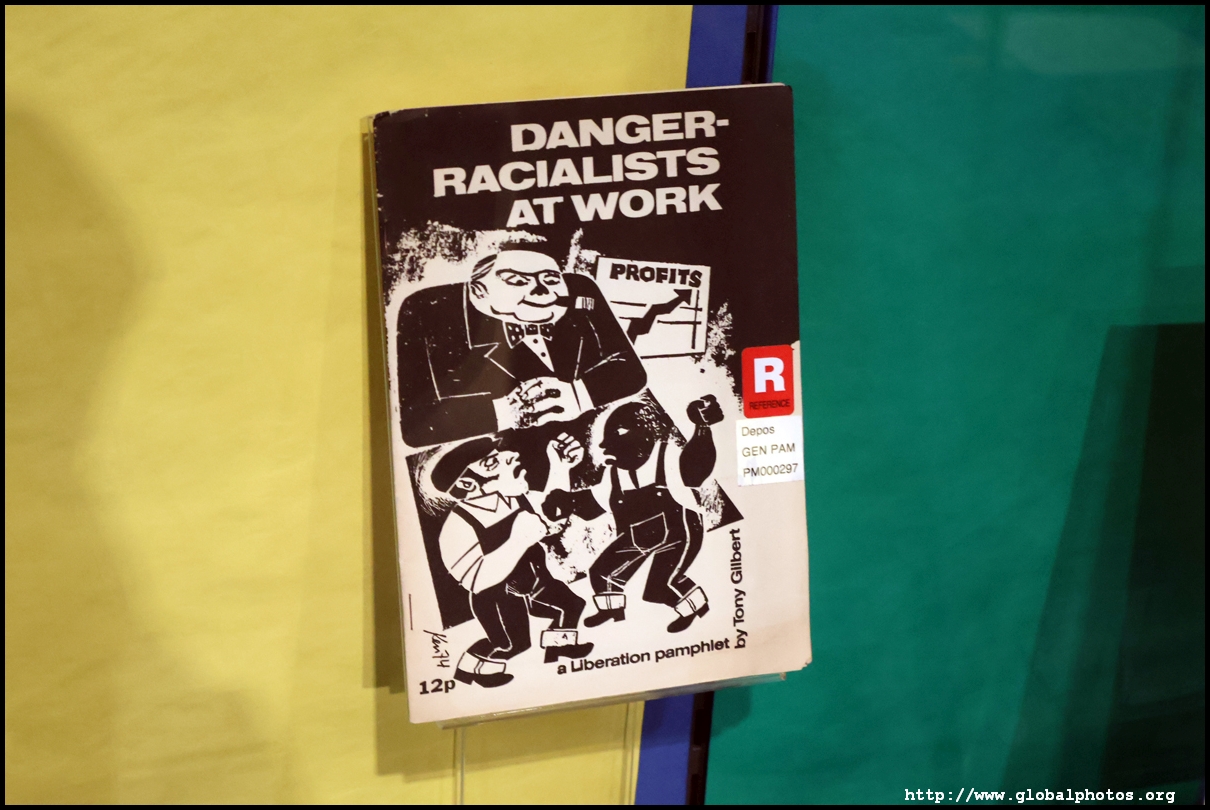 DANGER-
RACIALISTS
AT WORK
PROFITS
R
REFERENCE
Depos
GEN PAM
PM000297
by Tony Gilbert
a Liberation pamphlet
12p
http://www.globalphotos.org